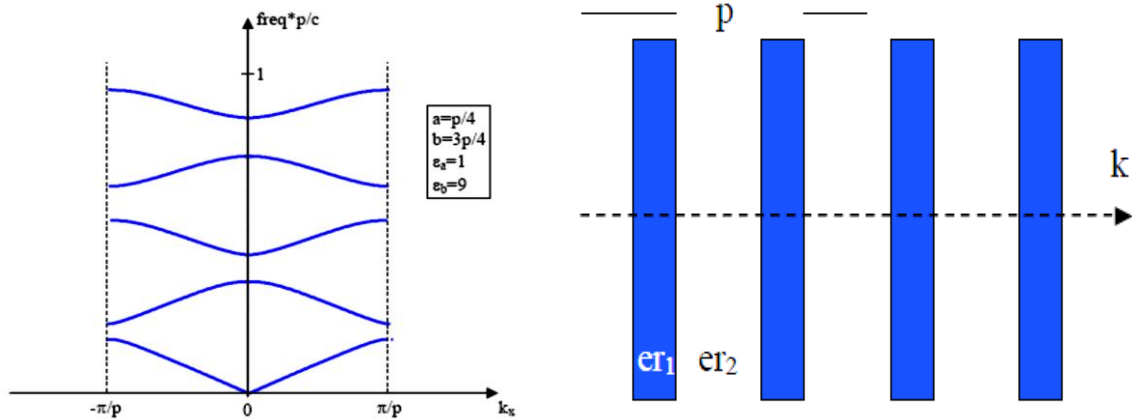 freq*p/c
1
a=p/4
b=3p/4
εa=1
εb=9
-π/p
0
π/p
kx
p
k
er1
er2